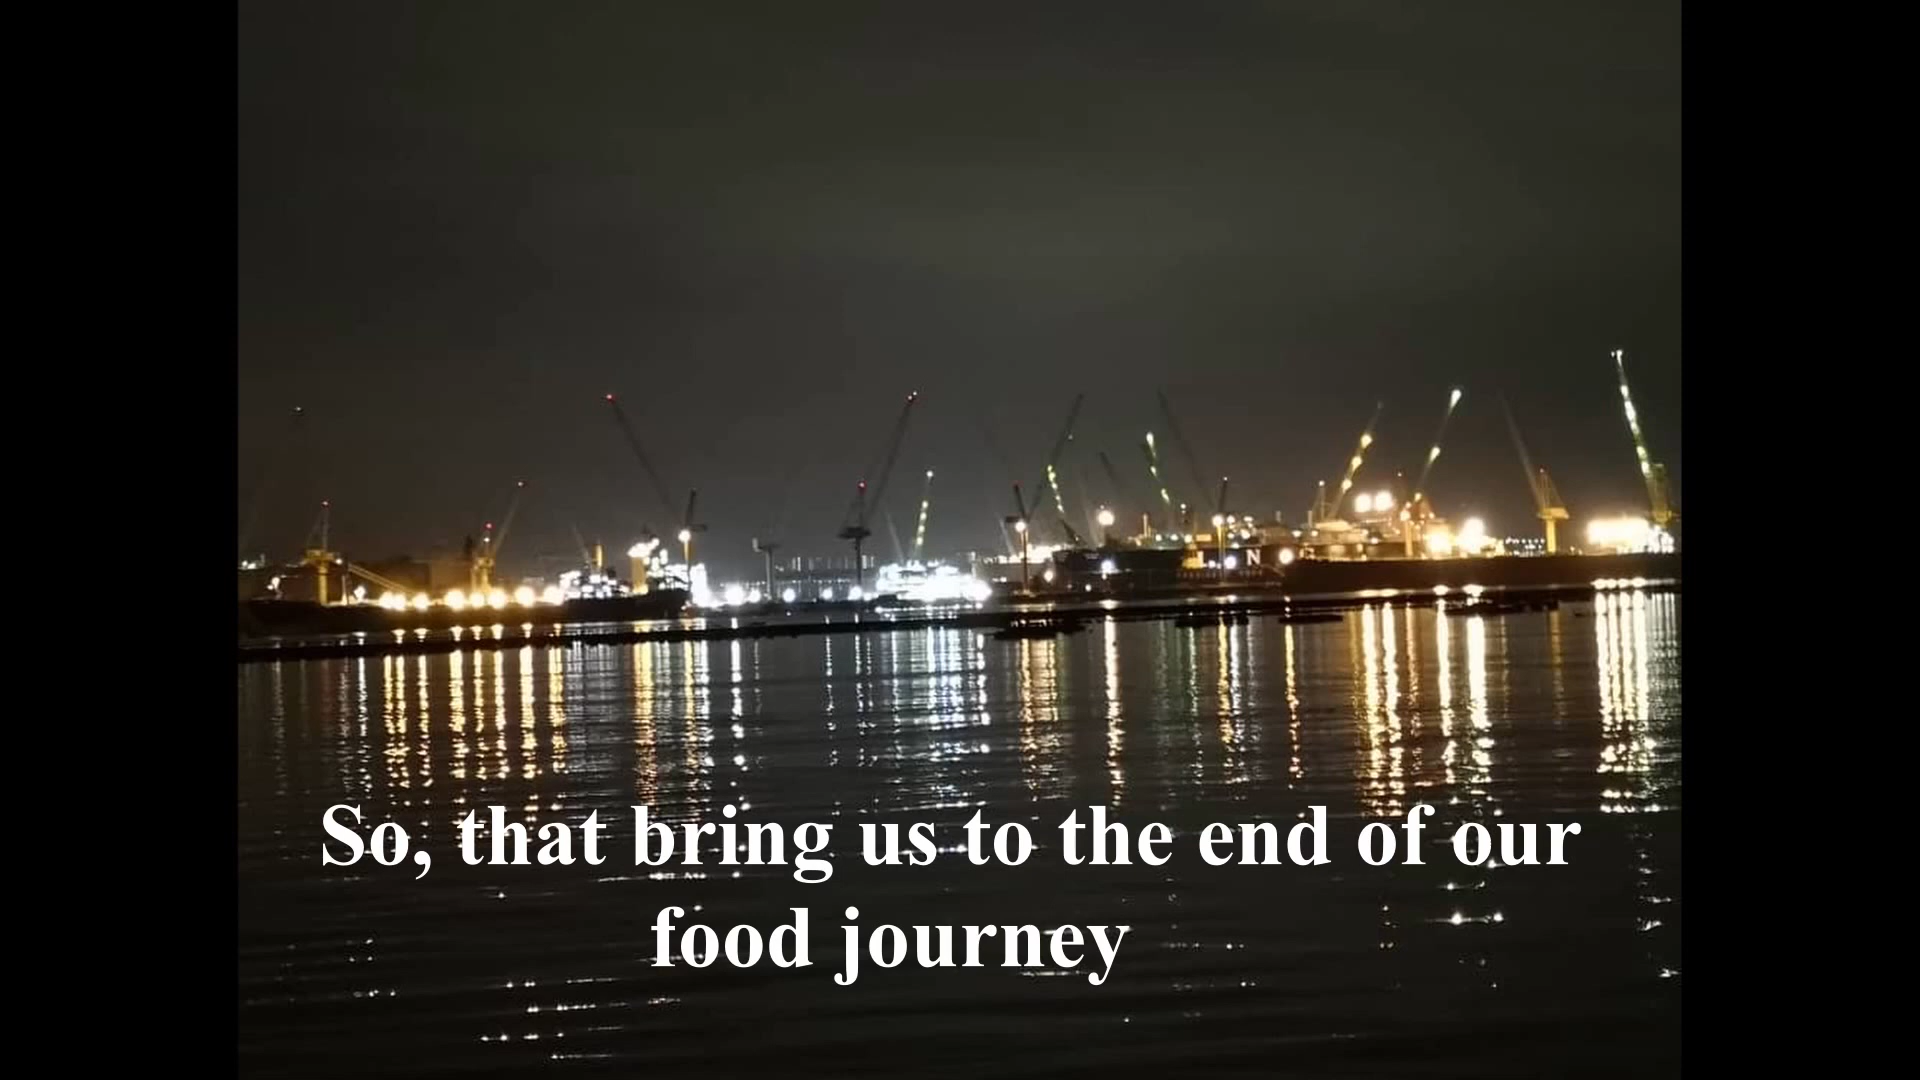 So, that bring us to the end of our
food journey